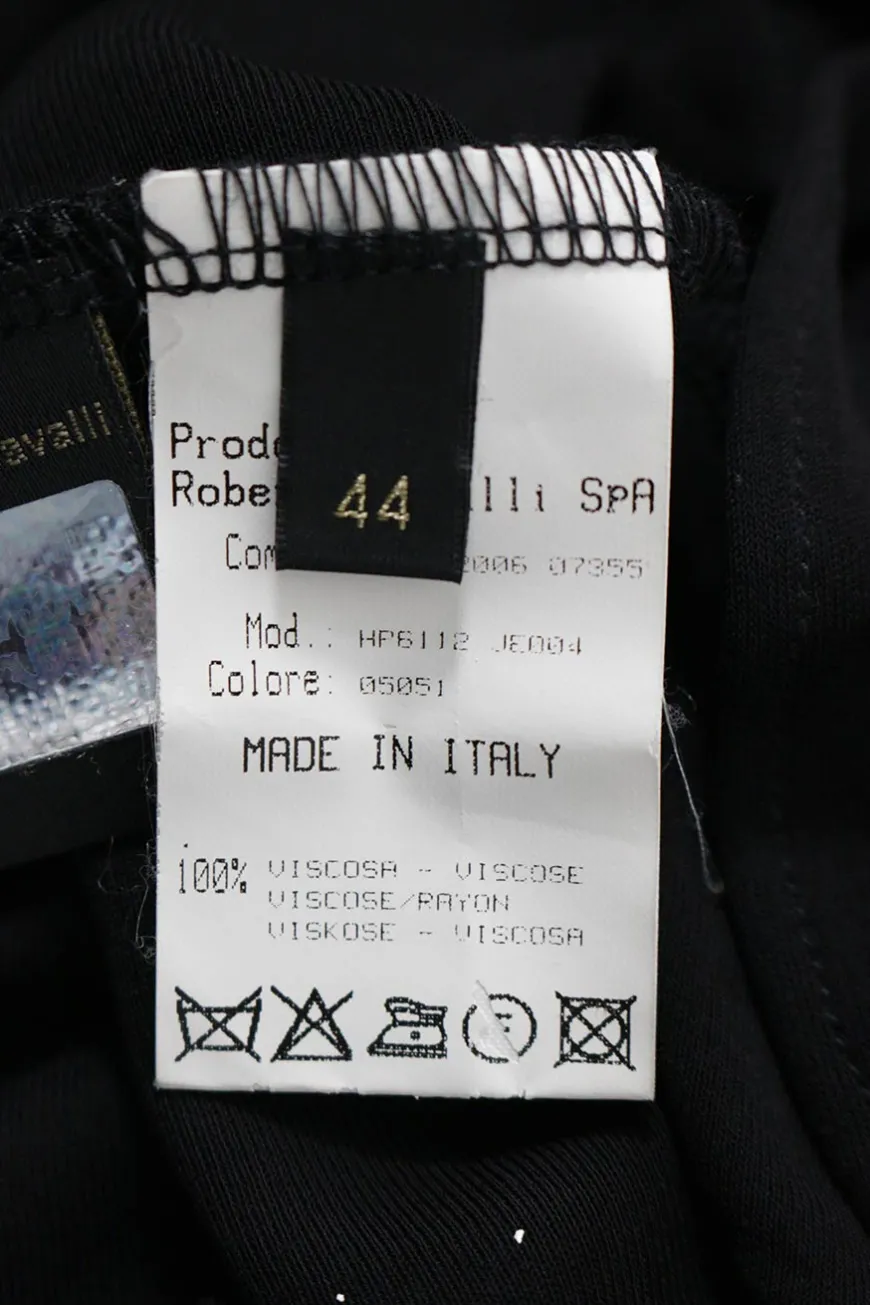 avalli
44
Prod
Robe lli SpA
Com 2006 07355
Mod.: HP6112 JE004
Colore: 05051
MADE IN ITALY
100% VISCOSA - VISCOSE
VISCOSE/RAYON
VISKOSE - VISCOSA
F